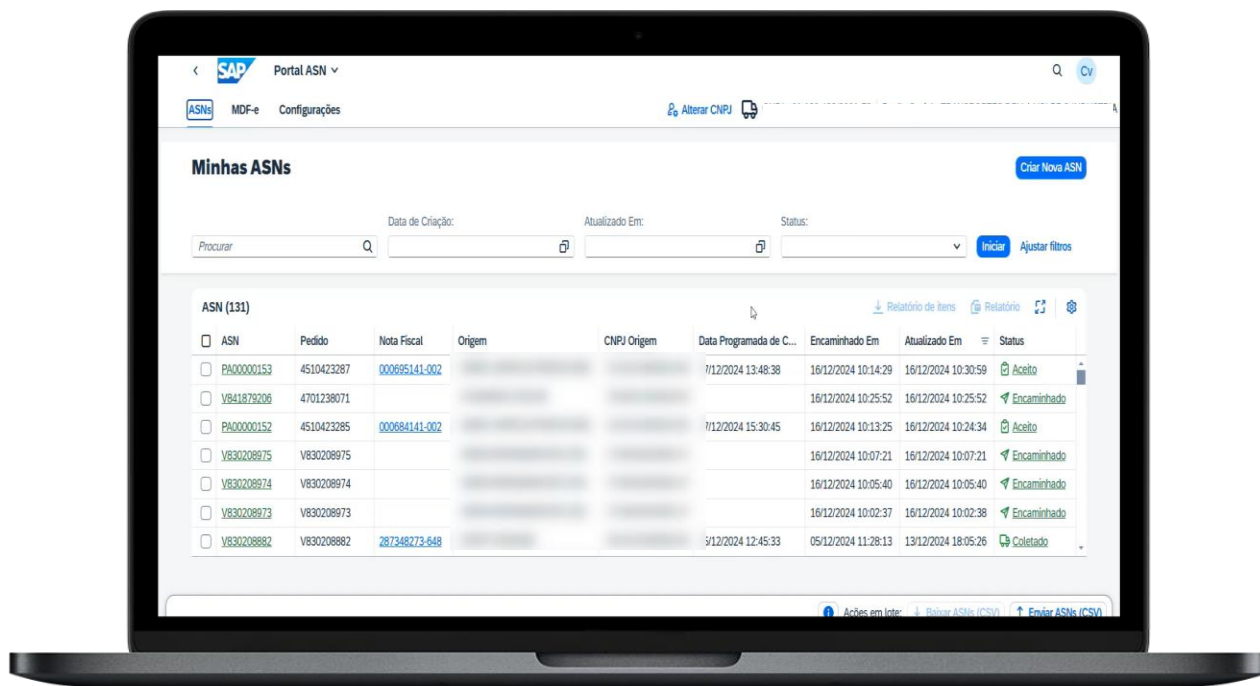 SAP Portal ASN Cv
ASNs MDF-e Configurações Alterar CNPJ
Minhas ASNs Criar Nova ASN
Data de Criação: Atualizado Em: Status:
Procurar Iniciar Ajustar filtros
ASN (131) Relatório de itens Relatório
ASN Pedido Nota Fiscal Origem CNPJ Origem Data Programada de C... Encaminhado Em Atualizado Em Status
PA00000153 4510423287 000695141-002 7/12/2024 13:48:38 16/12/2024 10:14:29 16/12/2024 10:30:59 Aceito
V841879206 4701238071 16/12/2024 10:25:52 16/12/2024 10:25:52 Encaminhado
PA00000152 4510423285 000684141-002 7/12/2024 15:30:45 16/12/2024 10:13:25 16/12/2024 10:24:34 Aceito
V830208975 V830208975 16/12/2024 10:07:21 16/12/2024 10:07:21 Encaminhado
V830208974 V830208974 16/12/2024 10:05:40 16/12/2024 10:05:40 Encaminhado
V830208973 V830208973 16/12/2024 10:02:37 16/12/2024 10:02:38 Encaminhado
V830208882 V830208882 287348273-648 5/12/2024 12:45:33 05/12/2024 11:28:13 13/12/2024 18:05:26 Coletado
Ações em lote: Baixar ASNs (CSV) Enviar ASNs (CSV)